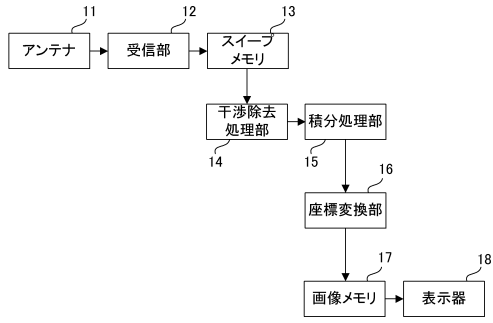 11
12
13
アンテナ
受信部
スイープ
メモリ
干渉除去
処理部
積分処理部
14
15
16
座標変換部
17
18
画像メモリ
表示器